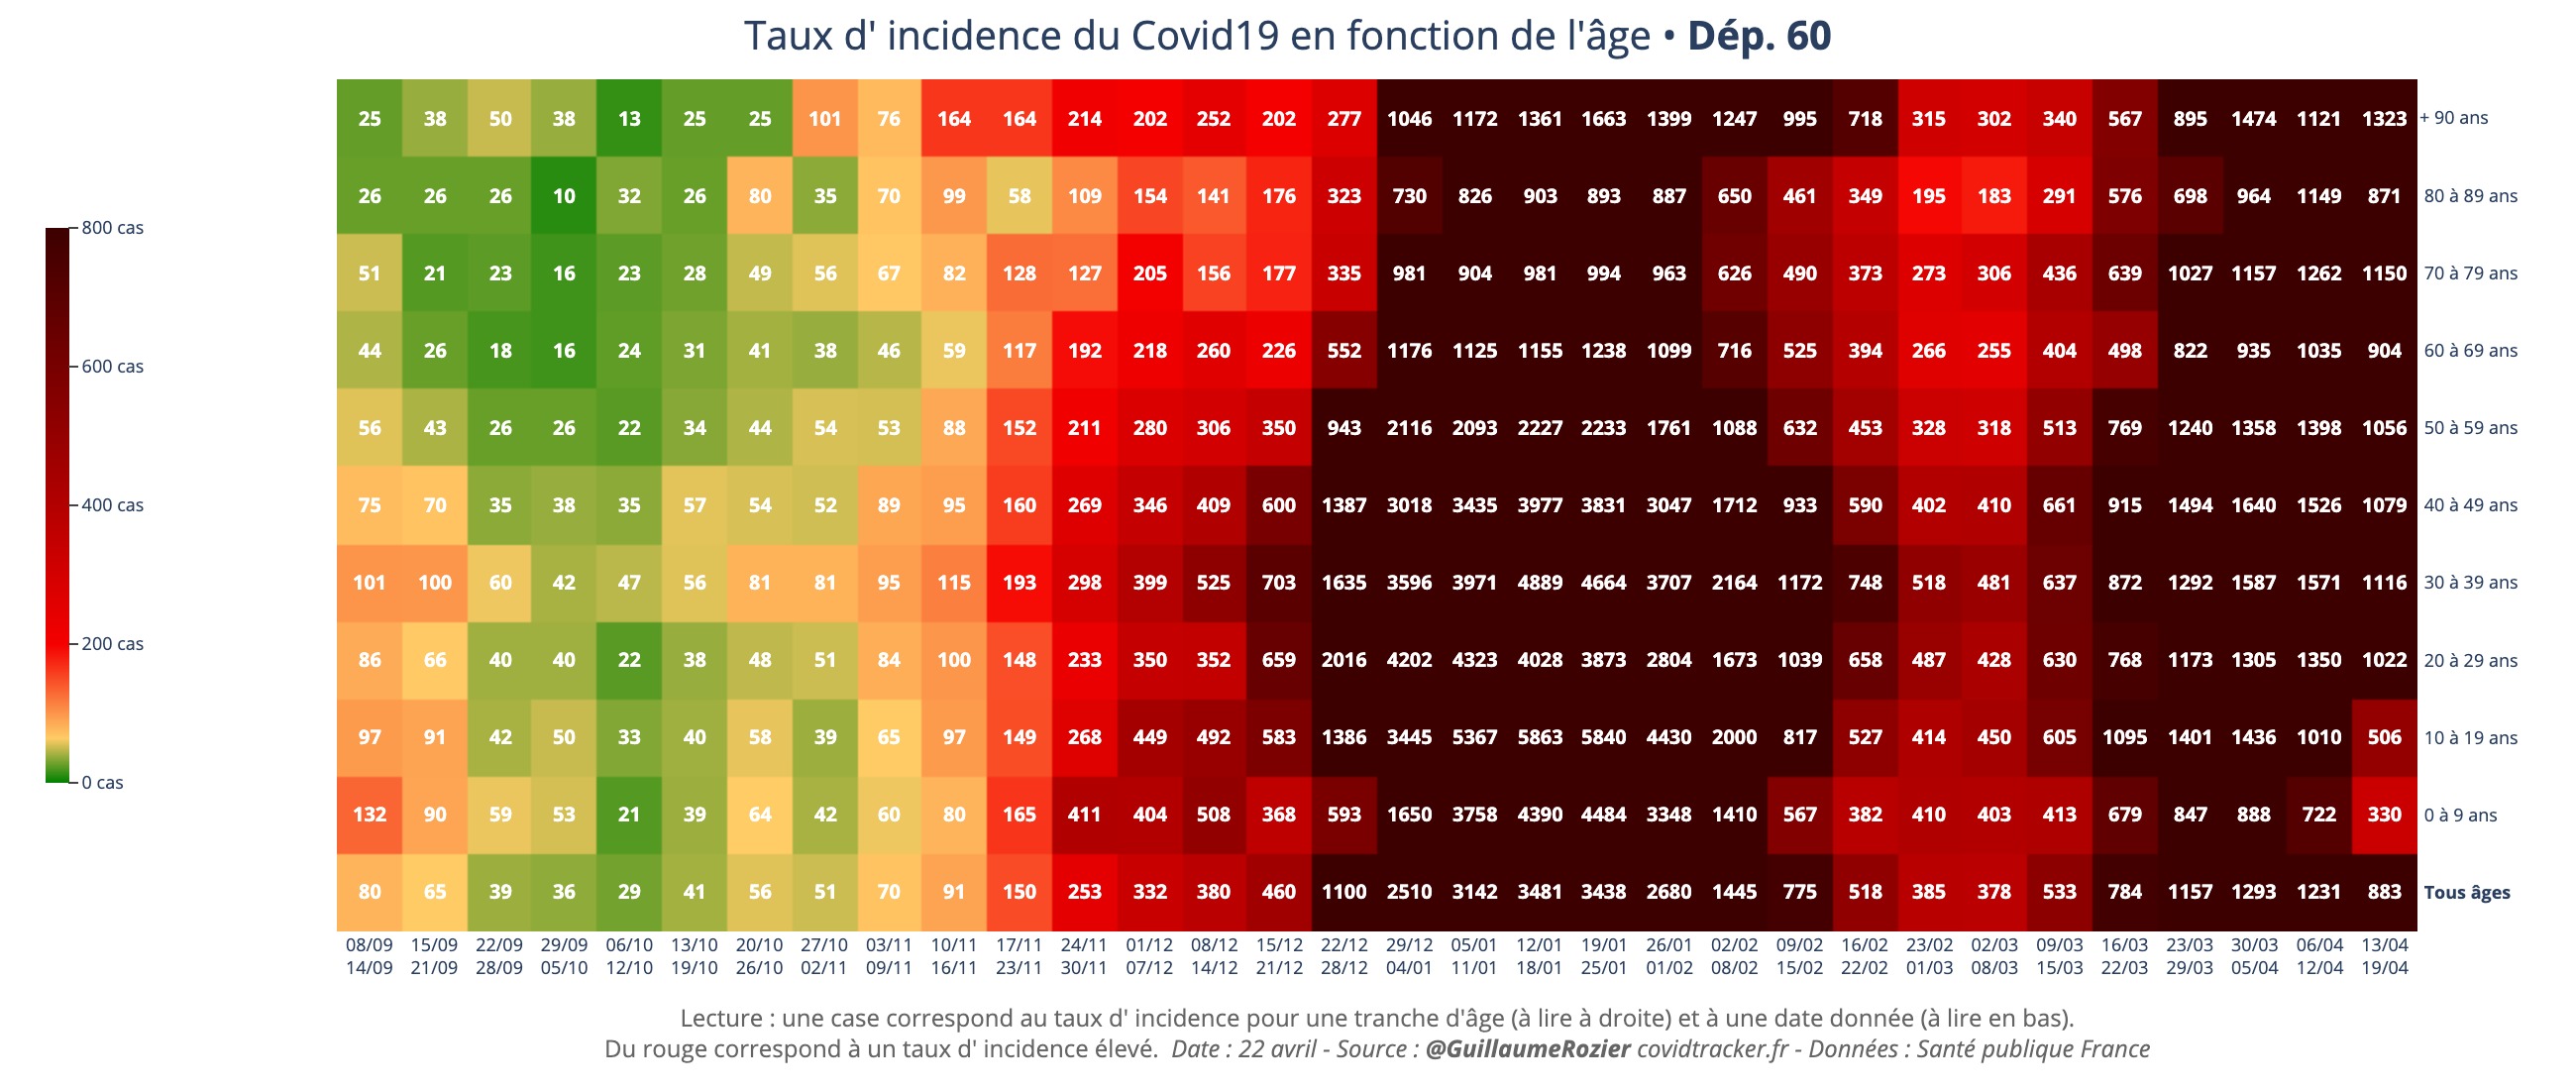 Taux d' incidence du Covid19 en fonction de l'âge • Dép. 60
25 38 50 38 13 25 25 101 76 164 164 214 202 252 202 277 1046 1172 1361 1663 1399 1247 995 718 315 302 340 567 895 1474 1121 1323 + 90 ans
26 26 26 10 32 26 80 35 70 99 58 109 154 141 176 323 730 826 903 893 887 650 461 349 195 183 291 576 698 964 1149 871 80 à 89 ans
800 cas
51 21 23 16 23 28 49 56 67 82 128 127 205 156 177 335 981 904 981 994 963 626 490 373 273 306 436 639 1027 1157 1262 1150 70 à 79 ans
44 26 18 16 24 31 41 38 46 59 117 192 218 260 226 552 1176 1125 1155 1238 1099 716 525 394 266 255 404 498 822 935 1035 904 60 à 69 ans
600 cas
56 43 26 26 22 34 44 54 53 88 152 211 280 306 350 943 2116 2093 2227 2233 1761 1088 632 453 328 318 513 769 1240 1358 1398 1056 50 à 59 ans
400 cas
75 70 35 38 35 57 54 52 89 95 160 269 346 409 600 1387 3018 3435 3977 3831 3047 1712 933 590 402 410 661 915 1494 1640 1526 1079 40 à 49 ans
101 100 60 42 47 56 81 81 95 115 193 298 399 525 703 1635 3596 3971 4889 4664 3707 2164 1172 748 518 481 637 872 1292 1587 1571 1116 30 à 39 ans
200 cas
86 66 40 40 22 38 48 51 84 100 148 233 350 352 659 2016 4202 4323 4028 3873 2804 1673 1039 658 487 428 630 768 1173 1305 1350 1022 20 à 29 ans
97 91 42 50 33 40 58 39 65 97 149 268 449 492 583 1386 3445 5367 5863 5840 4430 2000 817 527 414 450 605 1095 1401 1436 1010 506 10 à 19 ans
0 cas
132 90 59 53 21 39 64 42 60 80 165 411 404 508 368 593 1650 3758 4390 4484 3348 1410 567 382 410 403 413 679 847 888 722 330 0 à 9 ans
80 65 39 36 29 41 56 51 70 91 150 253 332 380 460 1100 2510 3142 3481 3438 2680 1445 775 518 385 378 533 784 1157 1293 1231 883 Tous âges
08/09 15/09 22/09 29/09 06/10 13/10 20/10 27/10 03/11 10/11 17/11 24/11 01/12 08/12 15/12 22/12 29/12 05/01 12/01 19/01 26/01 02/02 09/02 16/02 23/02 02/03 09/03 16/03 23/03 30/03 06/04 13/04
14/09 21/09 28/09 05/10 12/10 19/10 26/10 02/11 09/11 16/11 23/11 30/11 07/12 14/12 21/12 28/12 04/01 11/01 18/01 25/01 01/02 08/02 15/02 22/02 01/03 08/03 15/03 22/03 29/03 05/04 12/04 19/04
Lecture : une case correspond au taux d' incidence pour une tranche d'âge (à lire à droite) et à une date donnée (à lire en bas).
Du rouge correspond à un taux d' incidence élevé. Date : 22 avril - Source : @GuillaumeRozier covidtracker.fr - Données : Santé publique France